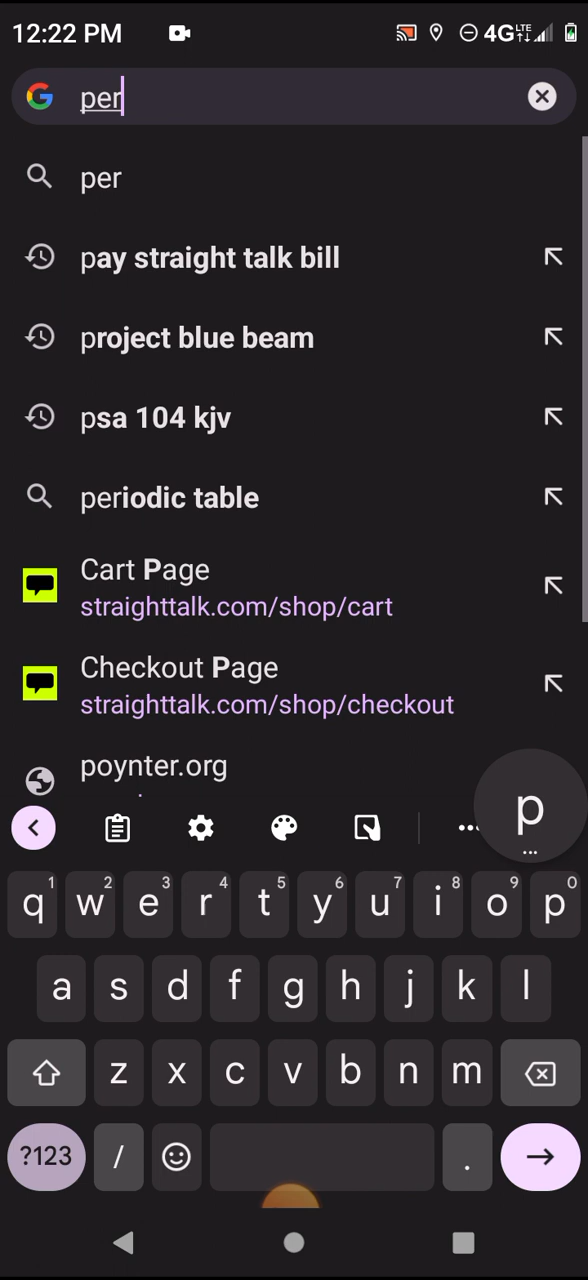 12:22 PM 4G LTE
per
per
pay straight talk bill
project blue beam
psa 104 kjv
periodic table
Cart Page
straighttalk.com/shop/cart
Checkout Page
straighttalk.com/shop/checkout
poynter.org
p
...
1 2 3 4 5 6 7 8 9 0
q w e r t y u i o p
a s d f g h j k l
z x c v b n m
?123 / .